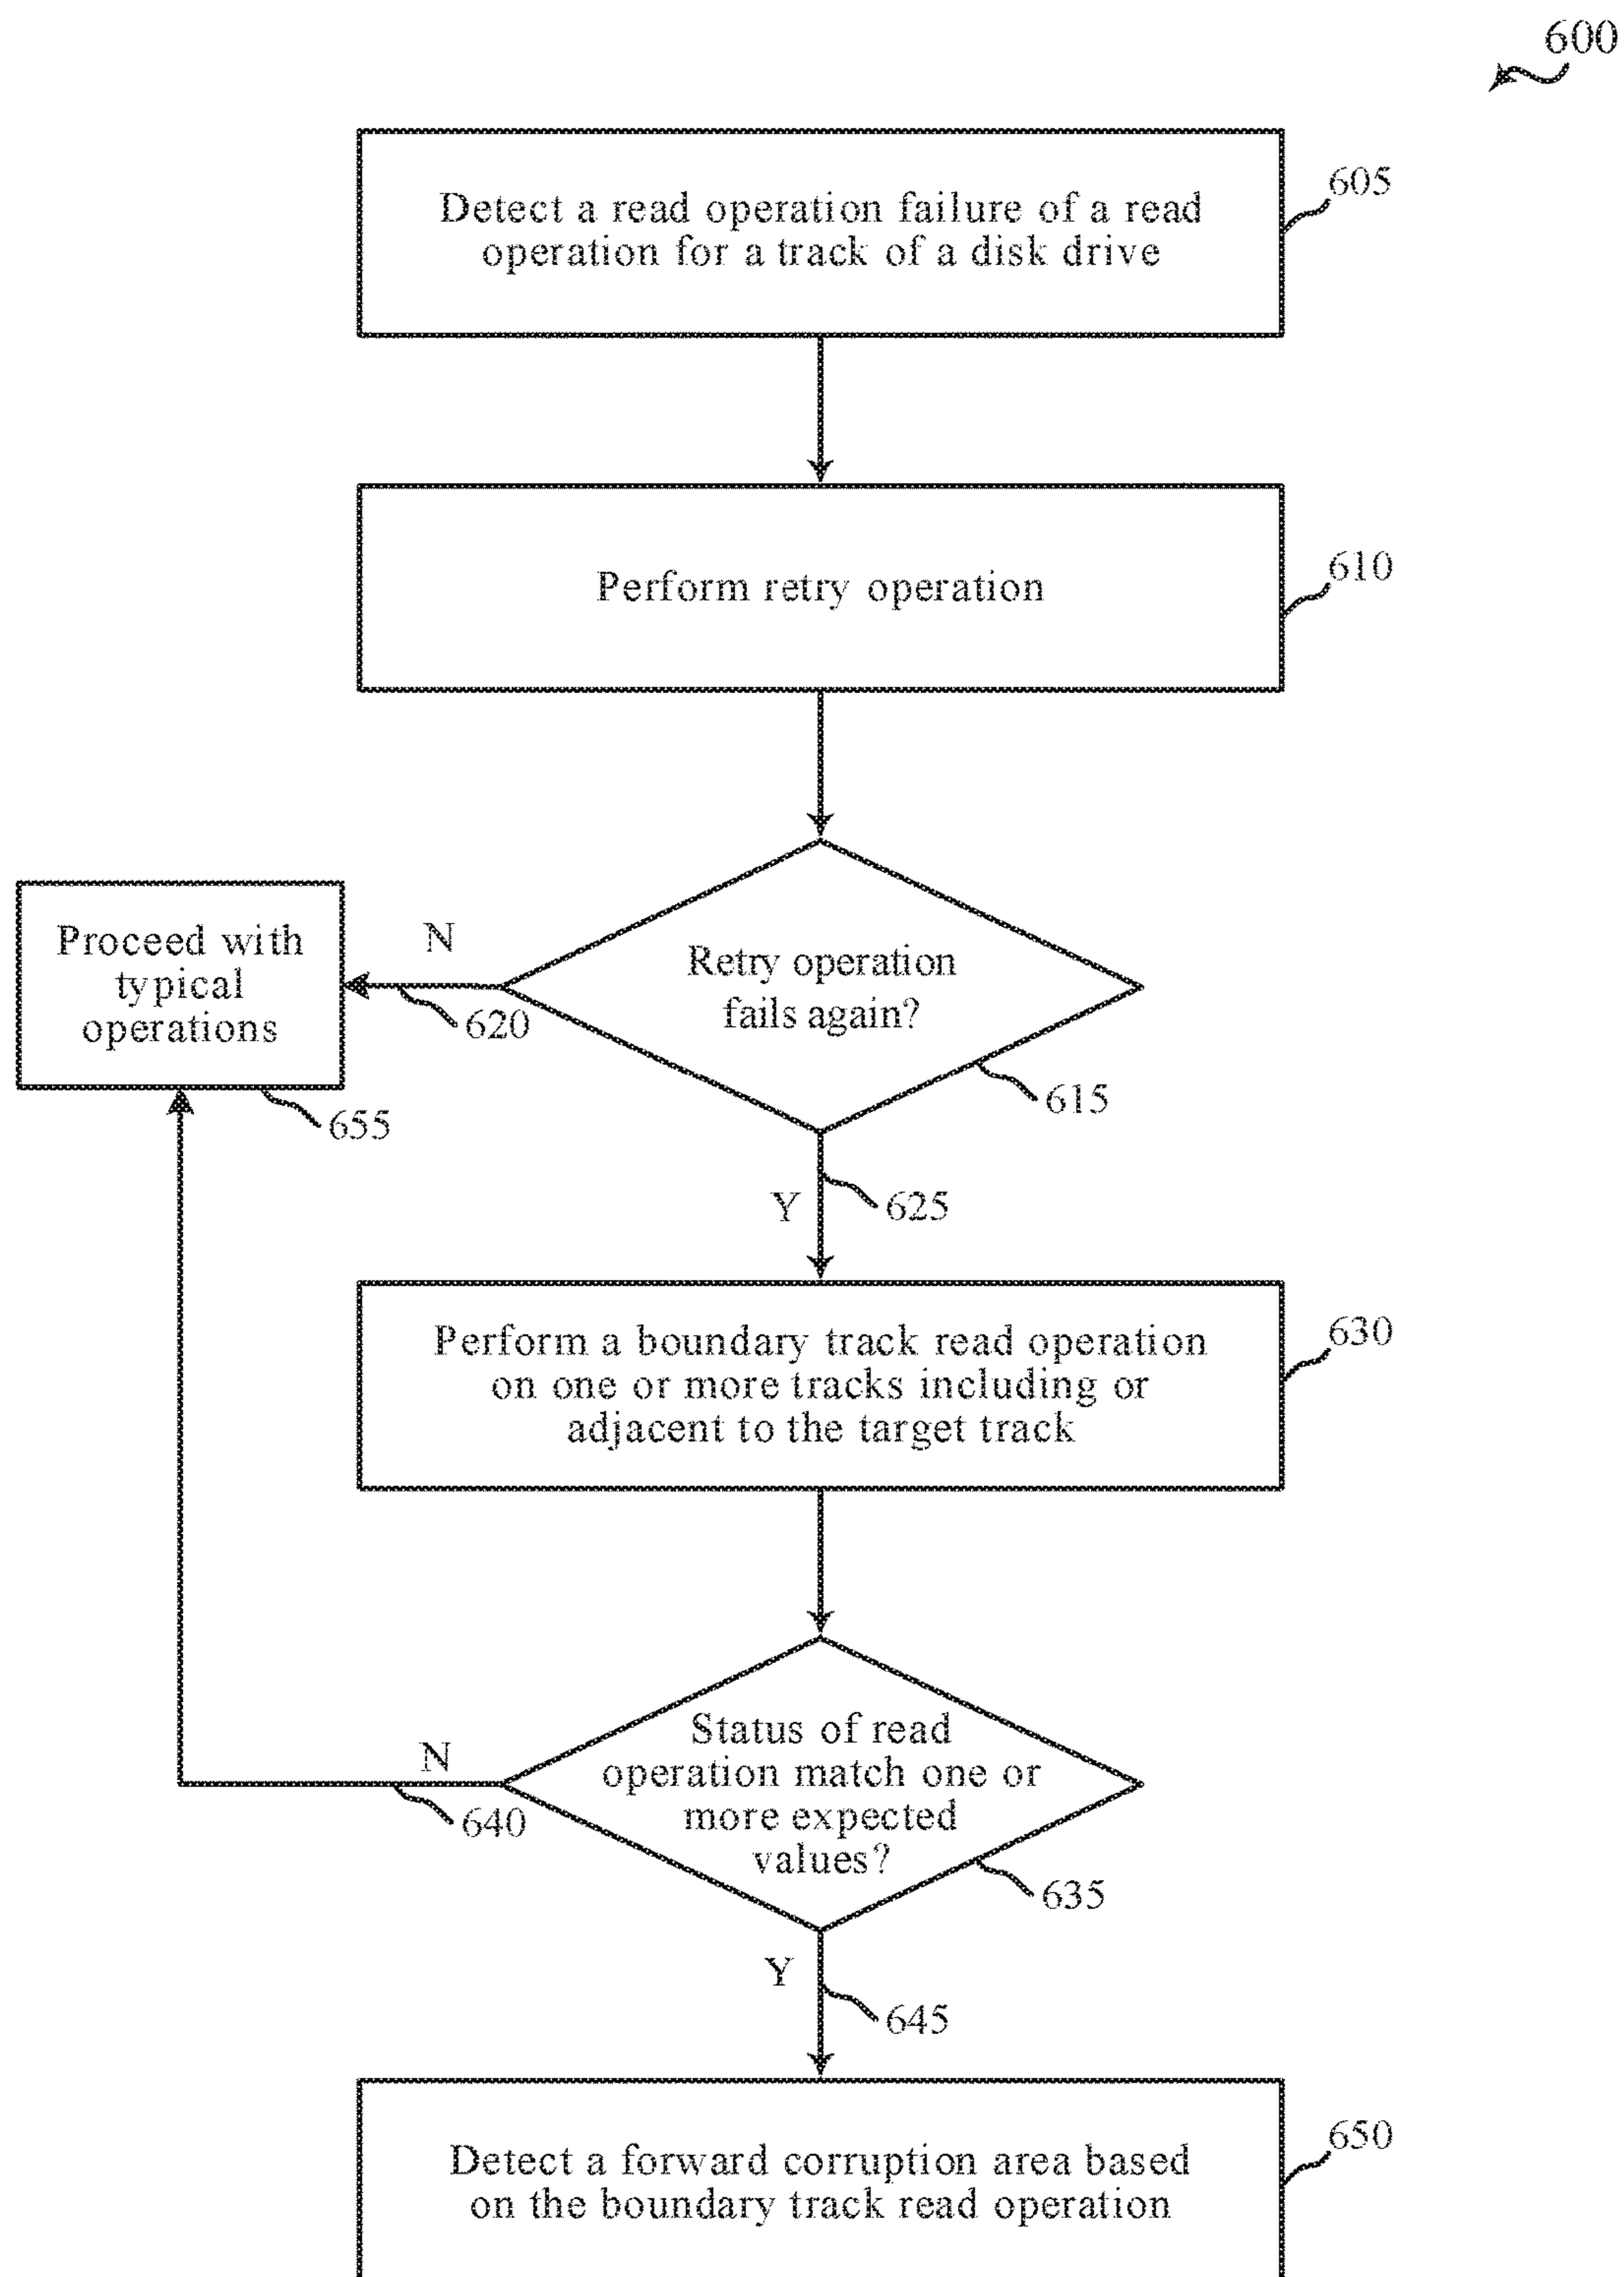 600
Detect a read operation failure of a read
operation for a track of a disk drive
605
Perform retry operation
610
Proceed with
typical
operations
655
N
620
Retry operation
fails again?
615
Y
625
Perform a boundary track read operation
on one or more tracks including or
adjacent to the target track
630
Status of read
operation match one or
more expected
values?
635
N
640
Y
645
Detect a forward corruption area based
on the boundary track read operation
650